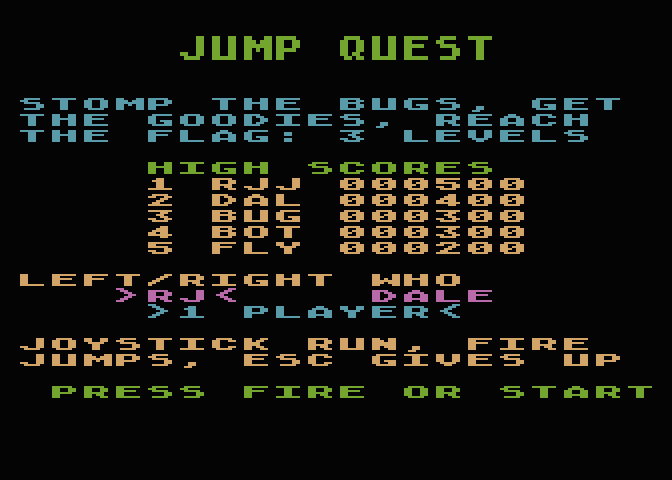 JUMP QUEST
STOMP THE BUGS, GET
THE GOODIES, REACH
THE FLAG: 3 LEVELS
HIGH SCORES
1 RJJ 000500
2 DAL 000400
3 BUG 000300
4 BOT 000300
5 FLY 000200
LEFT/RIGHT WHO
>RJ< DALE
>1 PLAYER<
JOYSTICK RUN, FIRE
JUMPS, ESC GIVES UP
PRESS FIRE OR START